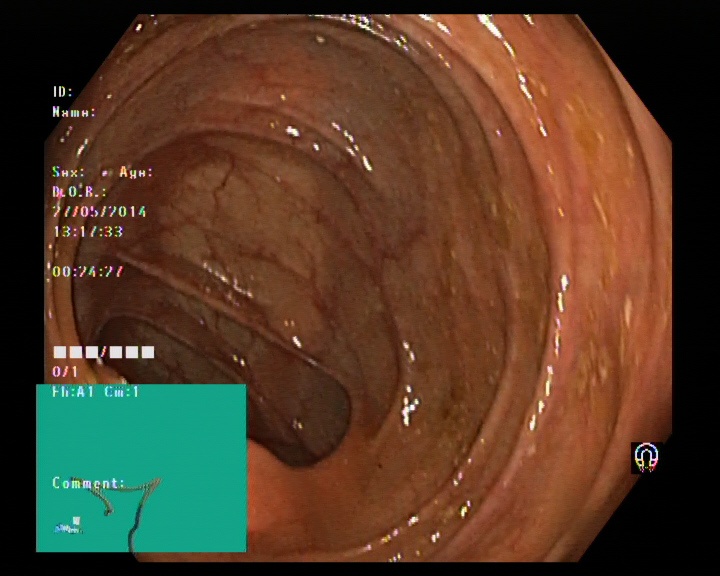 ID:
Name:
Sex: Age:
D.O.B.:
27/05/2014
13:17:33
00:24:27
■■■/■■■
0/1
Eh:A1 Cm:1
Comment: